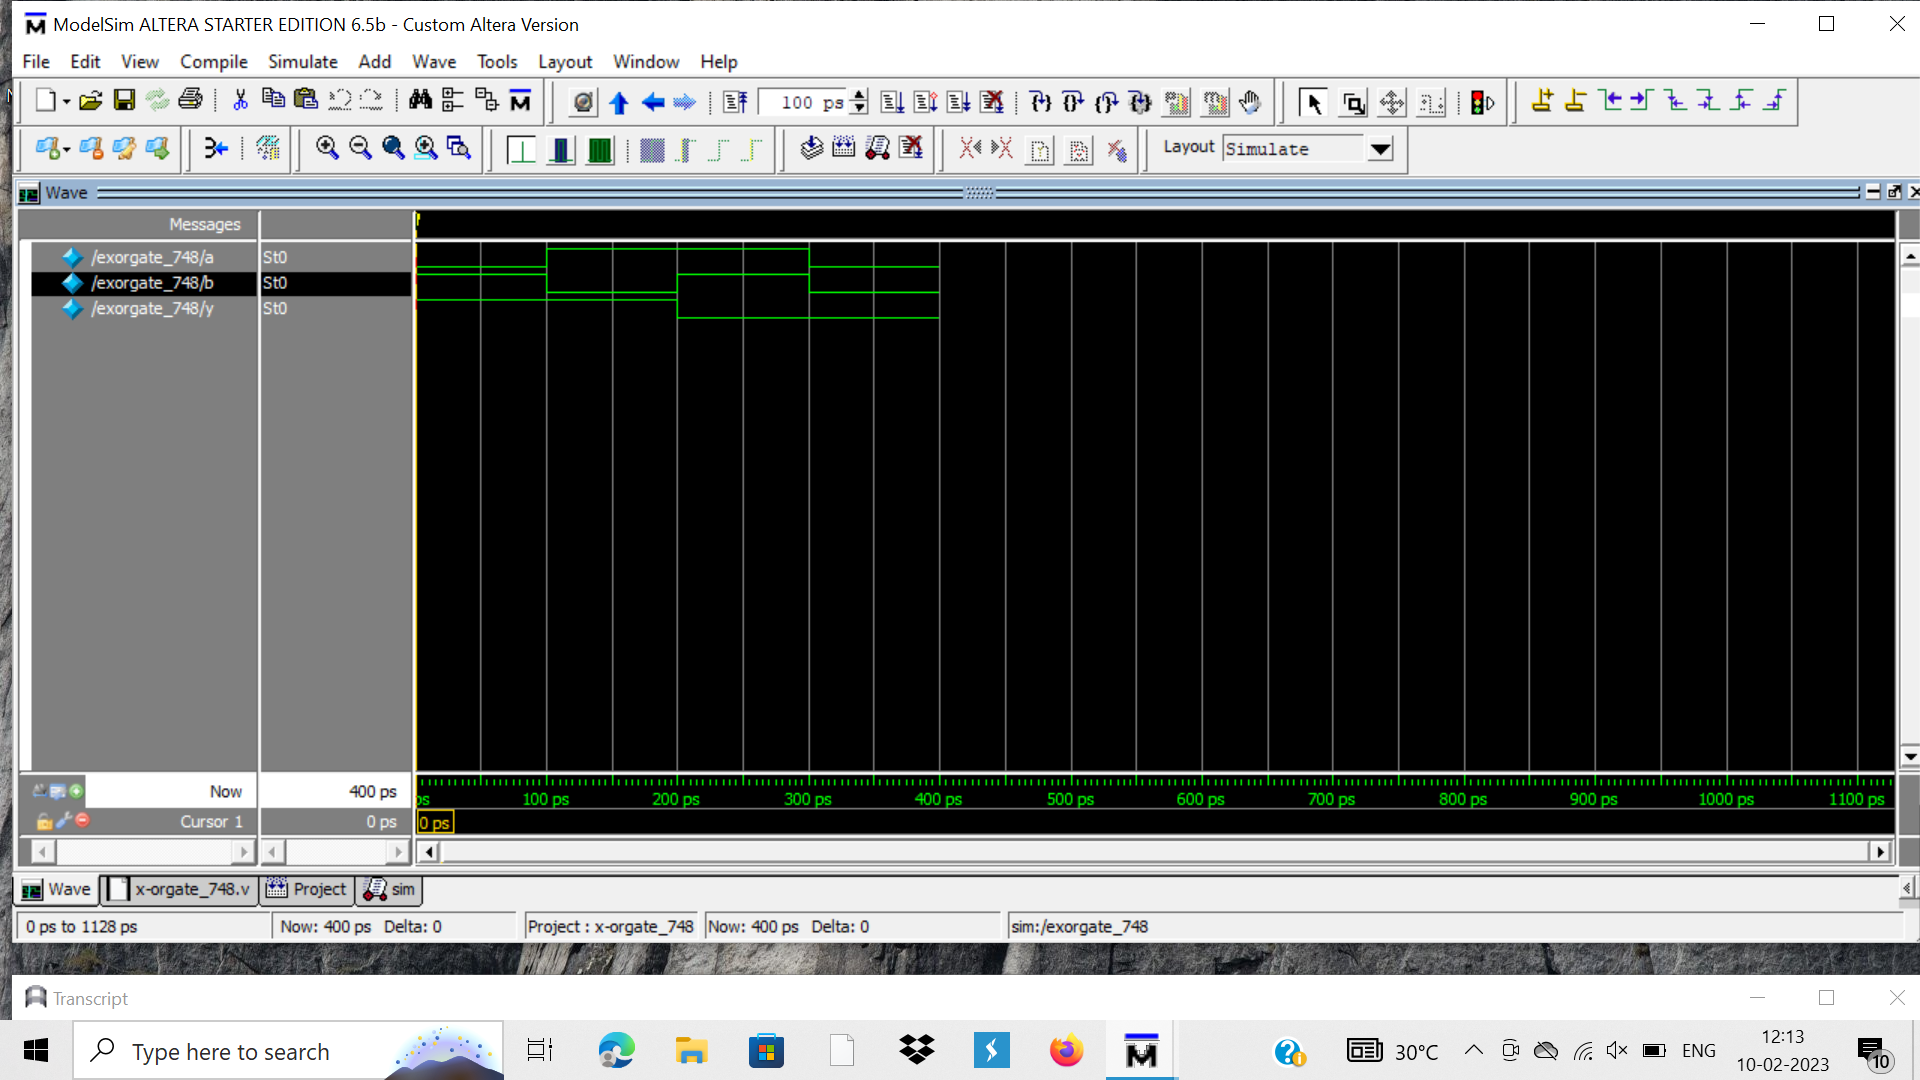 ModelSim ALTERA STARTER EDITION 6.5b - Custom Altera Version
File Edit View Compile Simulate Add Wave Tools Layout Window Help
100 ps
Layout Simulate
Wave
Messages
/exorgate_748/a St0
/exorgate_748/b St0
/exorgate_748/y St0
Now 400 ps
ps 100 ps 200 ps 300 ps 400 ps 500 ps 600 ps 700 ps 800 ps 900 ps 1000 ps 1100 ps
Cursor 1 0 ps 0 ps
Wave x-orgate_748.v Project sim
0 ps to 1128 ps Now: 400 ps Delta: 0 Project : x-orgate_748 Now: 400 ps Delta: 0 sim:/exorgate_748
Transcript
Type here to search 30°C ENG 12:13
10-02-2023 10